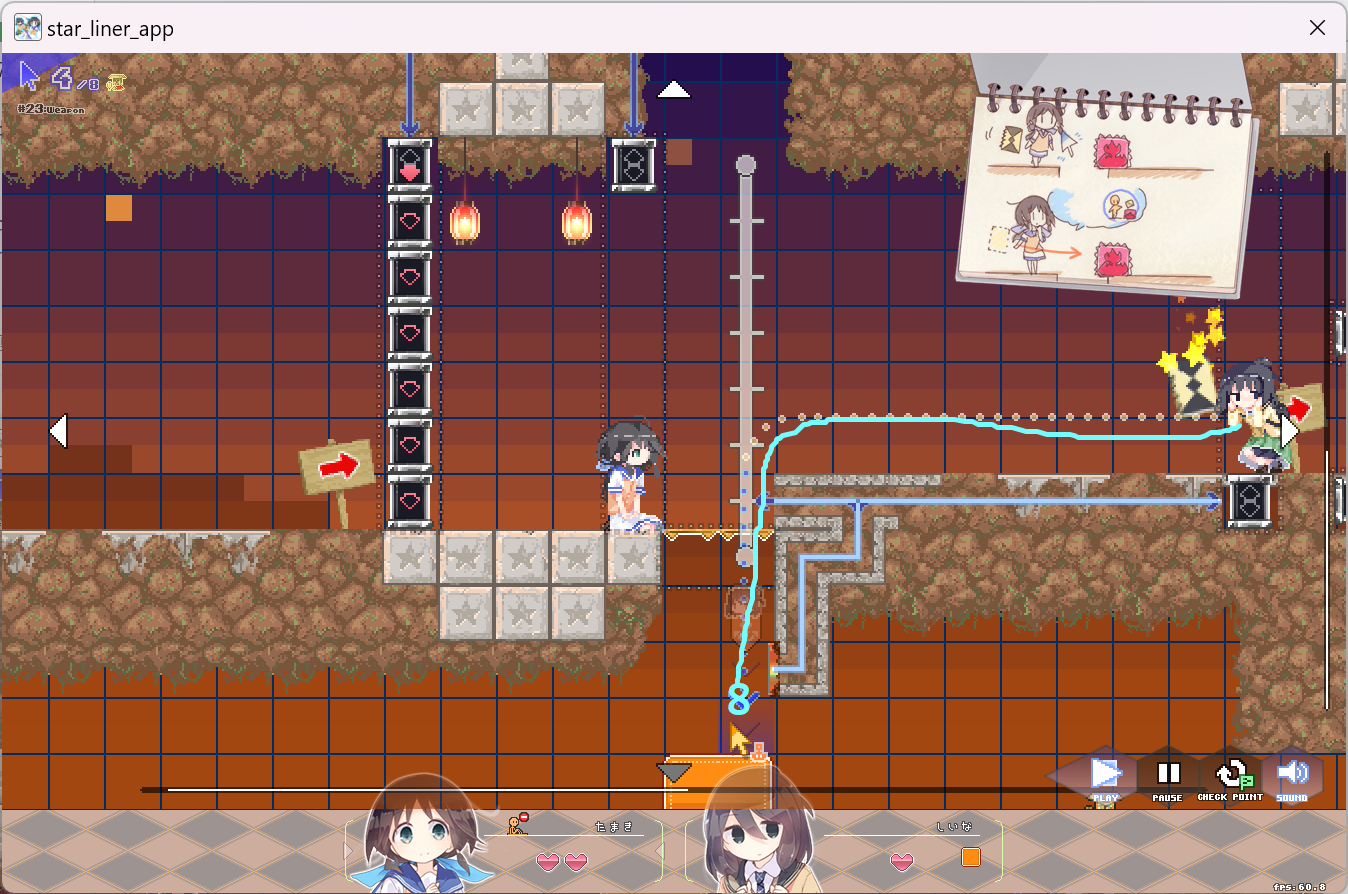 star_liner_app
4/8
#23:Weapon
8
PLAY
PAUSE
CHECK POINT
SOUND
たまき
しいな
fps:60.8